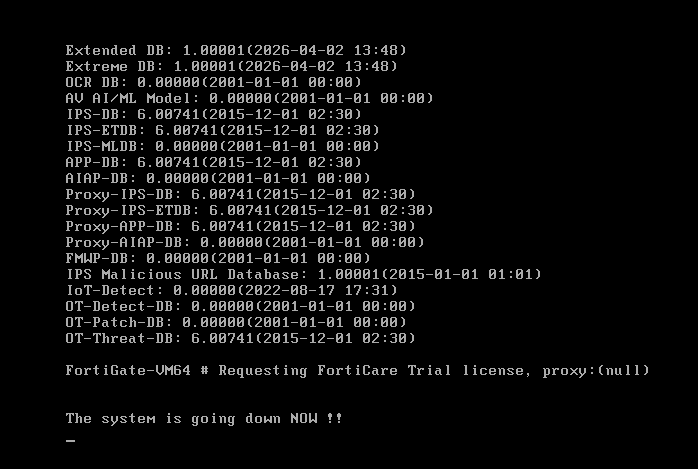 Extended DB: 1.00001(2026-04-02 13:48)
Extreme DB: 1.00001(2026-04-02 13:48)
OCR DB: 0.00000(2001-01-01 00:00)
AV AI/ML Model: 0.00000(2001-01-01 00:00)
IPS-DB: 6.00741(2015-12-01 02:30)
IPS-ETDB: 6.00741(2015-12-01 02:30)
IPS-MLDB: 0.00000(2001-01-01 00:00)
APP-DB: 6.00741(2015-12-01 02:30)
AIAP-DB: 0.00000(2001-01-01 00:00)
Proxy-IPS-DB: 6.00741(2015-12-01 02:30)
Proxy-IPS-ETDB: 6.00741(2015-12-01 02:30)
Proxy-APP-DB: 6.00741(2015-12-01 02:30)
Proxy-AIAP-DB: 0.00000(2001-01-01 00:00)
FMWP-DB: 0.00000(2001-01-01 00:00)
IPS Malicious URL Database: 1.00001(2015-01-01 01:01)
IoT-Detect: 0.00000(2022-08-17 17:31)
OT-Detect-DB: 0.00000(2001-01-01 00:00)
OT-Patch-DB: 0.00000(2001-01-01 00:00)
OT-Threat-DB: 6.00741(2015-12-01 02:30)
FortiGate-VM64 # Requesting FortiCare Trial license, proxy:(null)
The system is going down NOW !!